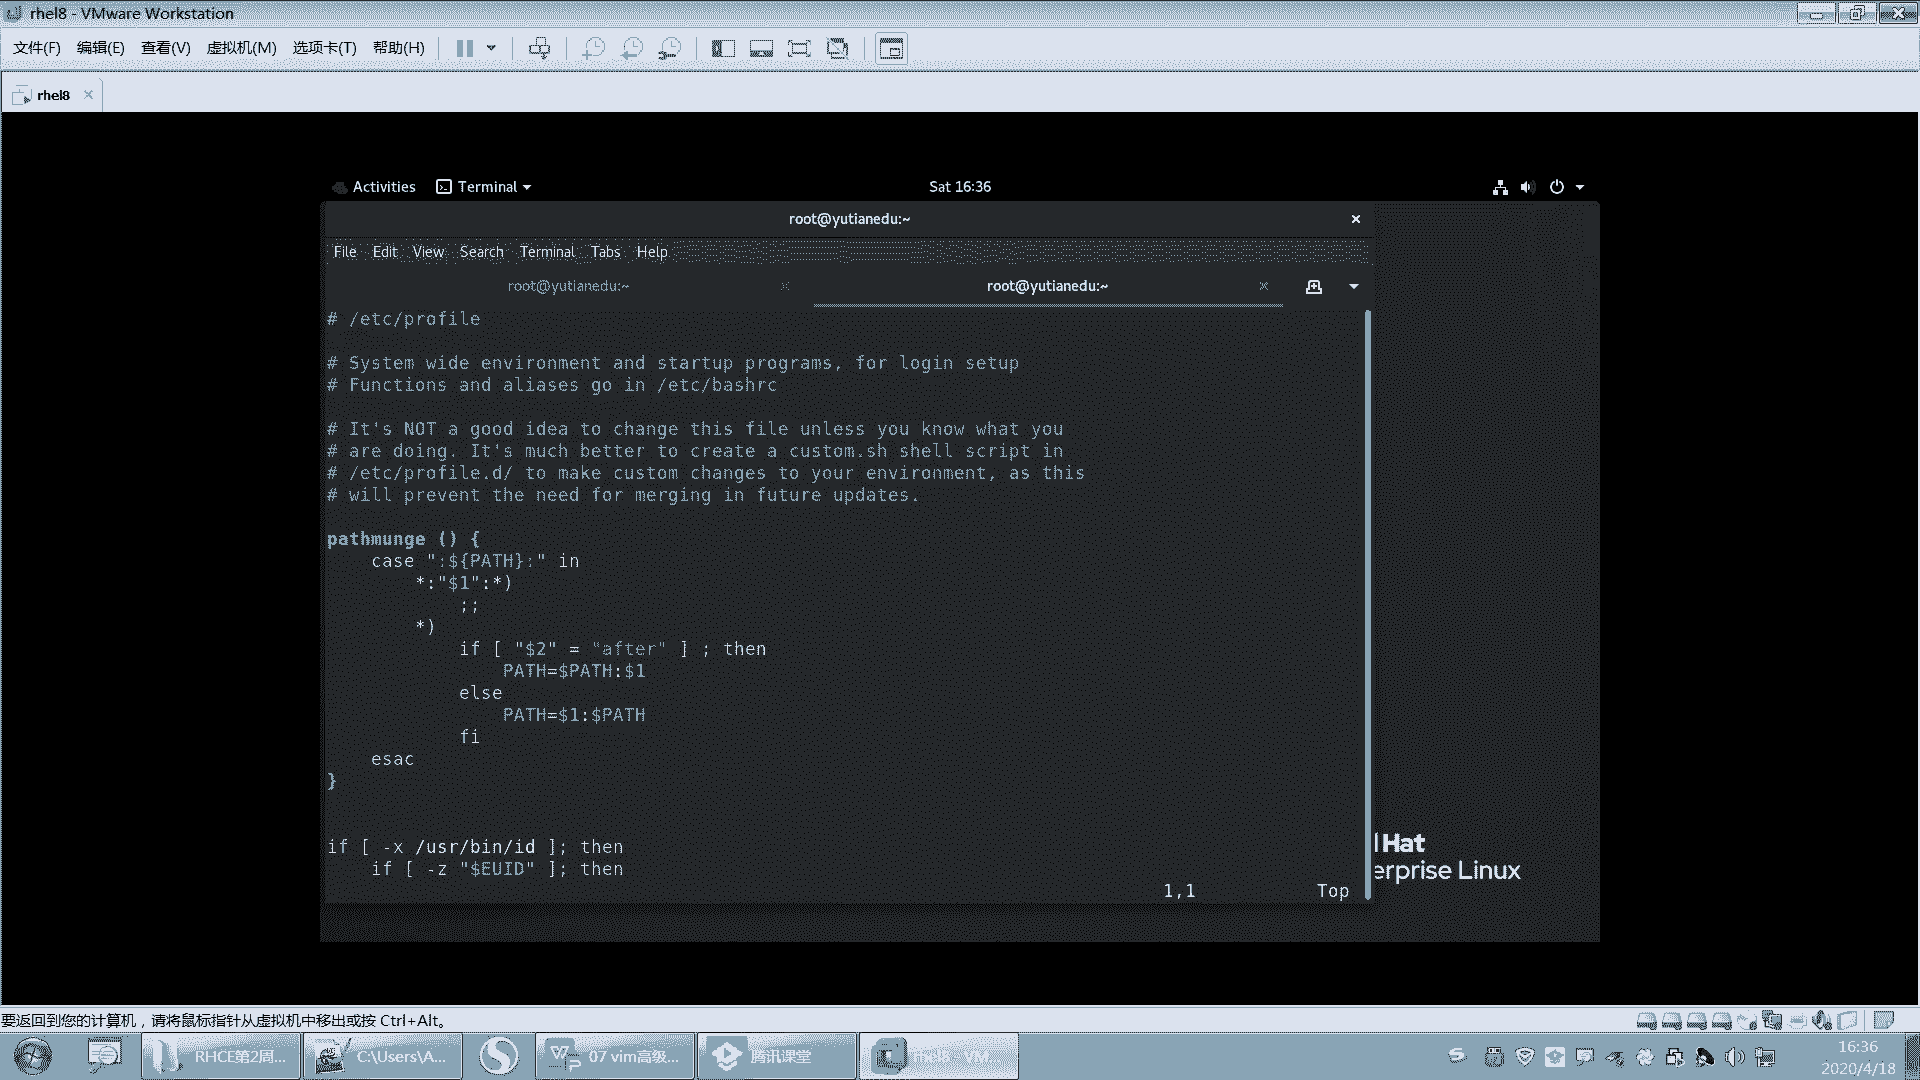 rhel8 - VMware Workstation
文件(F) 编辑(E) 查看(V) 虚拟机(M) 选项卡(T) 帮助(H)
rhel8
Activities Terminal Sat 16:36
root@yutianedu:~
File Edit View Search Terminal Tabs Help
root@yutianedu:~ root@yutianedu:~
# /etc/profile
# System wide environment and startup programs, for login setup
# Functions and aliases go in /etc/bashrc
# It's NOT a good idea to change this file unless you know what you
# are doing. It's much better to create a custom.sh shell script in
# /etc/profile.d/ to make custom changes to your environment, as this
# will prevent the need for merging in future updates.
pathmunge () {
case ":${PATH}:" in
*:"$1":*)
;;
*)
if [ "$2" = "after" ] ; then
PATH=$PATH:$1
else
PATH=$1:$PATH
fi
esac
}
if [ -x /usr/bin/id ]; then
if [ -z "$EUID" ]; then
1,1 Top
Hat
erprise Linux
要返回到您的计算机，请将鼠标指针从虚拟机中移出或按 Ctrl+Alt。
RHCE第2周... C:\Users\A... 07 vim高级... 腾讯课堂 rhel8 - VM...
16:36
2020/4/18